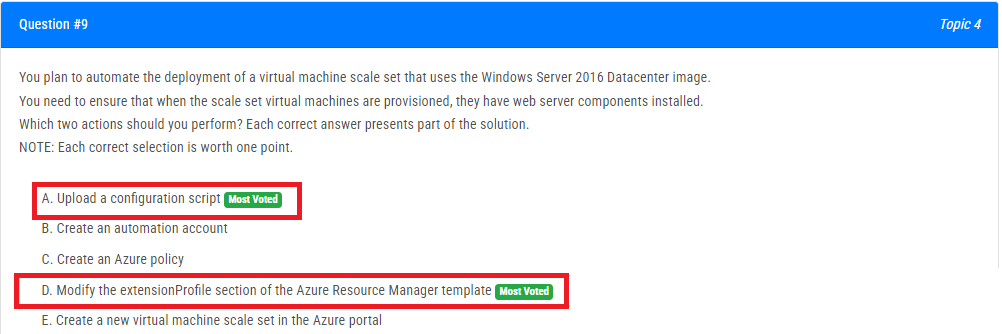 Question #9 Topic 4
You plan to automate the deployment of a virtual machine scale set that uses the Windows Server 2016 Datacenter image.
You need to ensure that when the scale set virtual machines are provisioned, they have web server components installed.
Which two actions should you perform? Each correct answer presents part of the solution.
NOTE: Each correct selection is worth one point.
A. Upload a configuration script Most Voted
B. Create an automation account
C. Create an Azure policy
D. Modify the extensionProfile section of the Azure Resource Manager template Most Voted
E. Create a new virtual machine scale set in the Azure portal